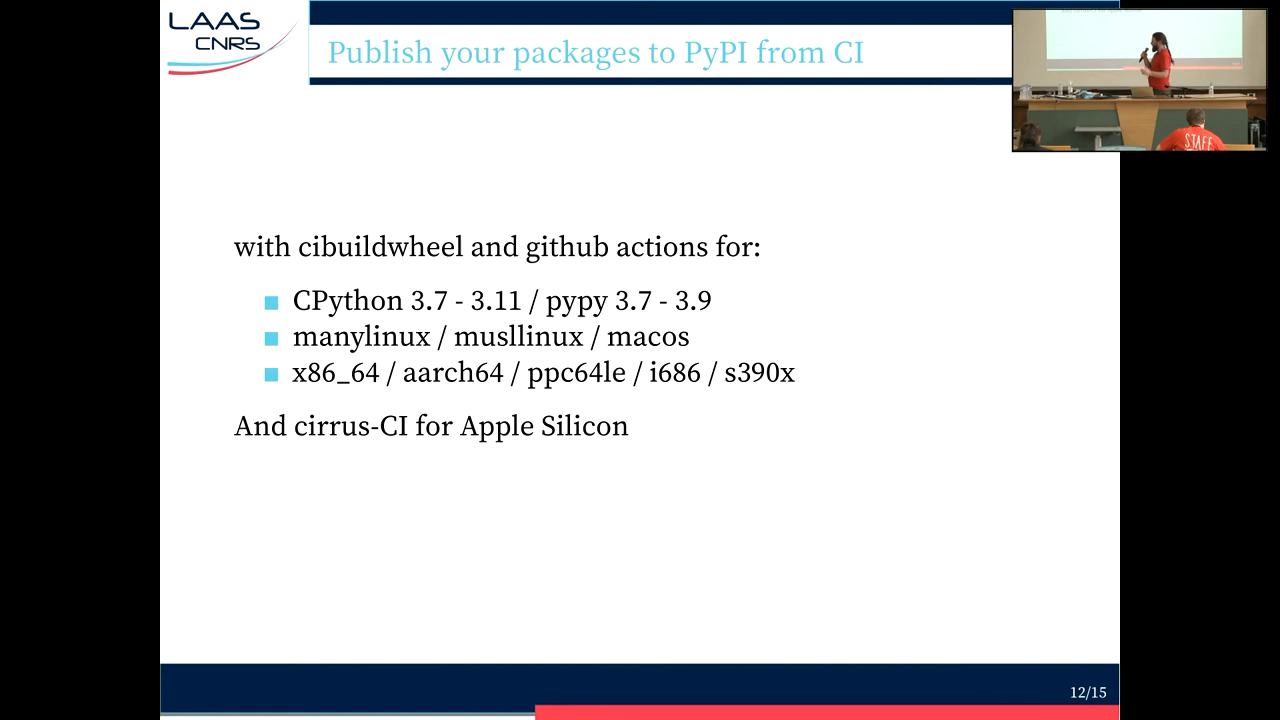 LAAS
CNRS
Publish your packages to PyPI from CI
STAFF
with cibuildwheel and github actions for:
CPython 3.7 - 3.11 / pypy 3.7 - 3.9
manylinux / musllinux / macos
x86_64 / aarch64 / ppc64le / i686 / s390x
And cirrus-CI for Apple Silicon
12/15